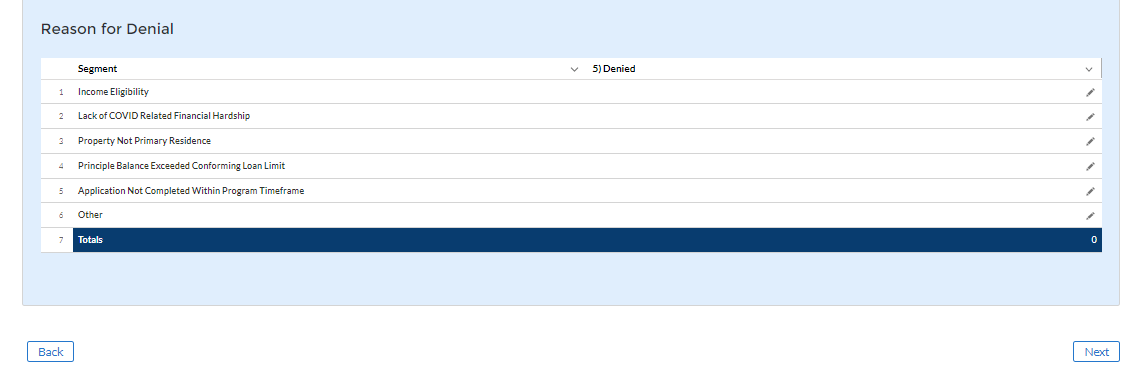 Reason for Denial
Segment 5) Denied
1 Income Eligibility
2 Lack of COVID Related Financial Hardship
3 Property Not Primary Residence
4 Principle Balance Exceeded Conforming Loan Limit
5 Application Not Completed Within Program Timeframe
6 Other
7 Totals 0
Back Next